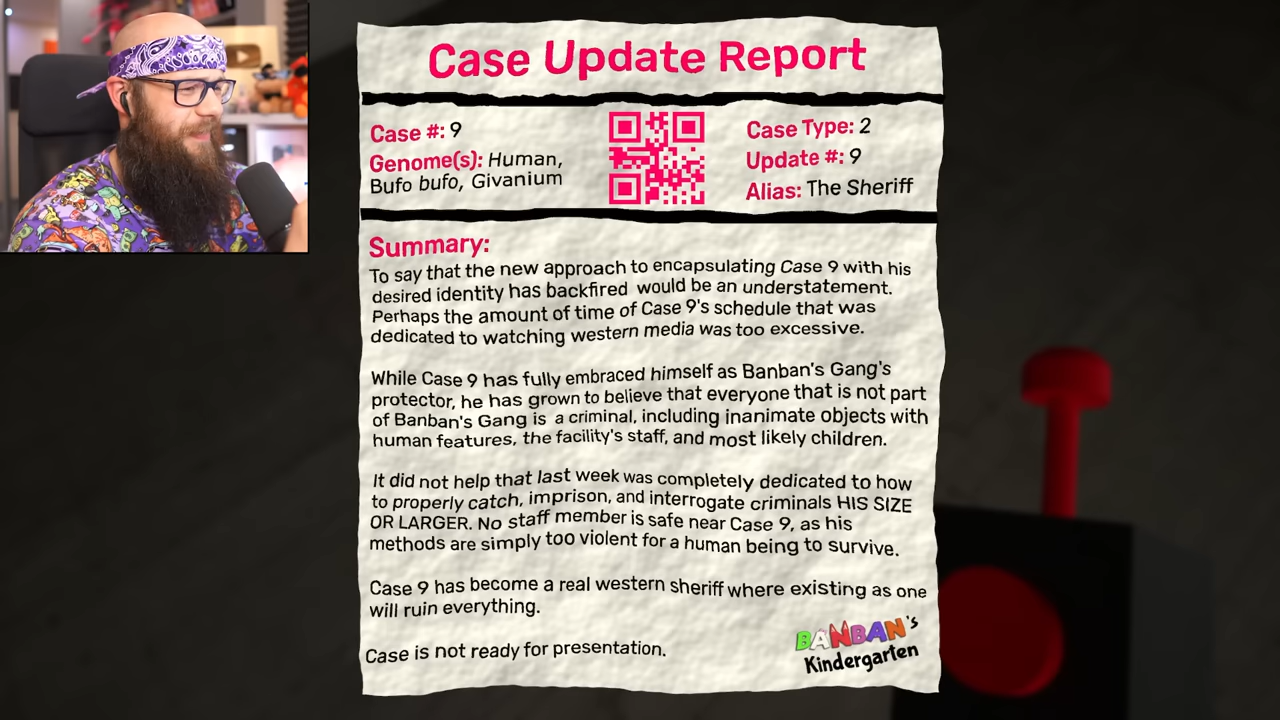 Case Update Report
Case #: 9
Genome(s): Human,
Bufo bufo, Givanium
Case Type: 2
Update #: 9
Alias: The Sheriff
Summary:
To say that the new approach to encapsulating Case 9 with his
desired identity has backfired would be an understatement.
Perhaps the amount of time of Case 9's schedule that was
dedicated to watching western media was too excessive.
While Case 9 has fully embraced himself as Banban's Gang's
protector, he has grown to believe that everyone that is not part
of Banban's Gang is a criminal, including inanimate objects with
human features, the facility's staff, and most likely children.
It did not help that last week was completely dedicated to how
to properly catch, imprison, and interrogate criminals HIS SIZE
OR LARGER. No staff member is safe near Case 9, as his
methods are simply too violent for a human being to survive.
Case 9 has become a real western sheriff where existing as one
will ruin everything.
Case is not ready for presentation.
BANBAN's
Kindergarten